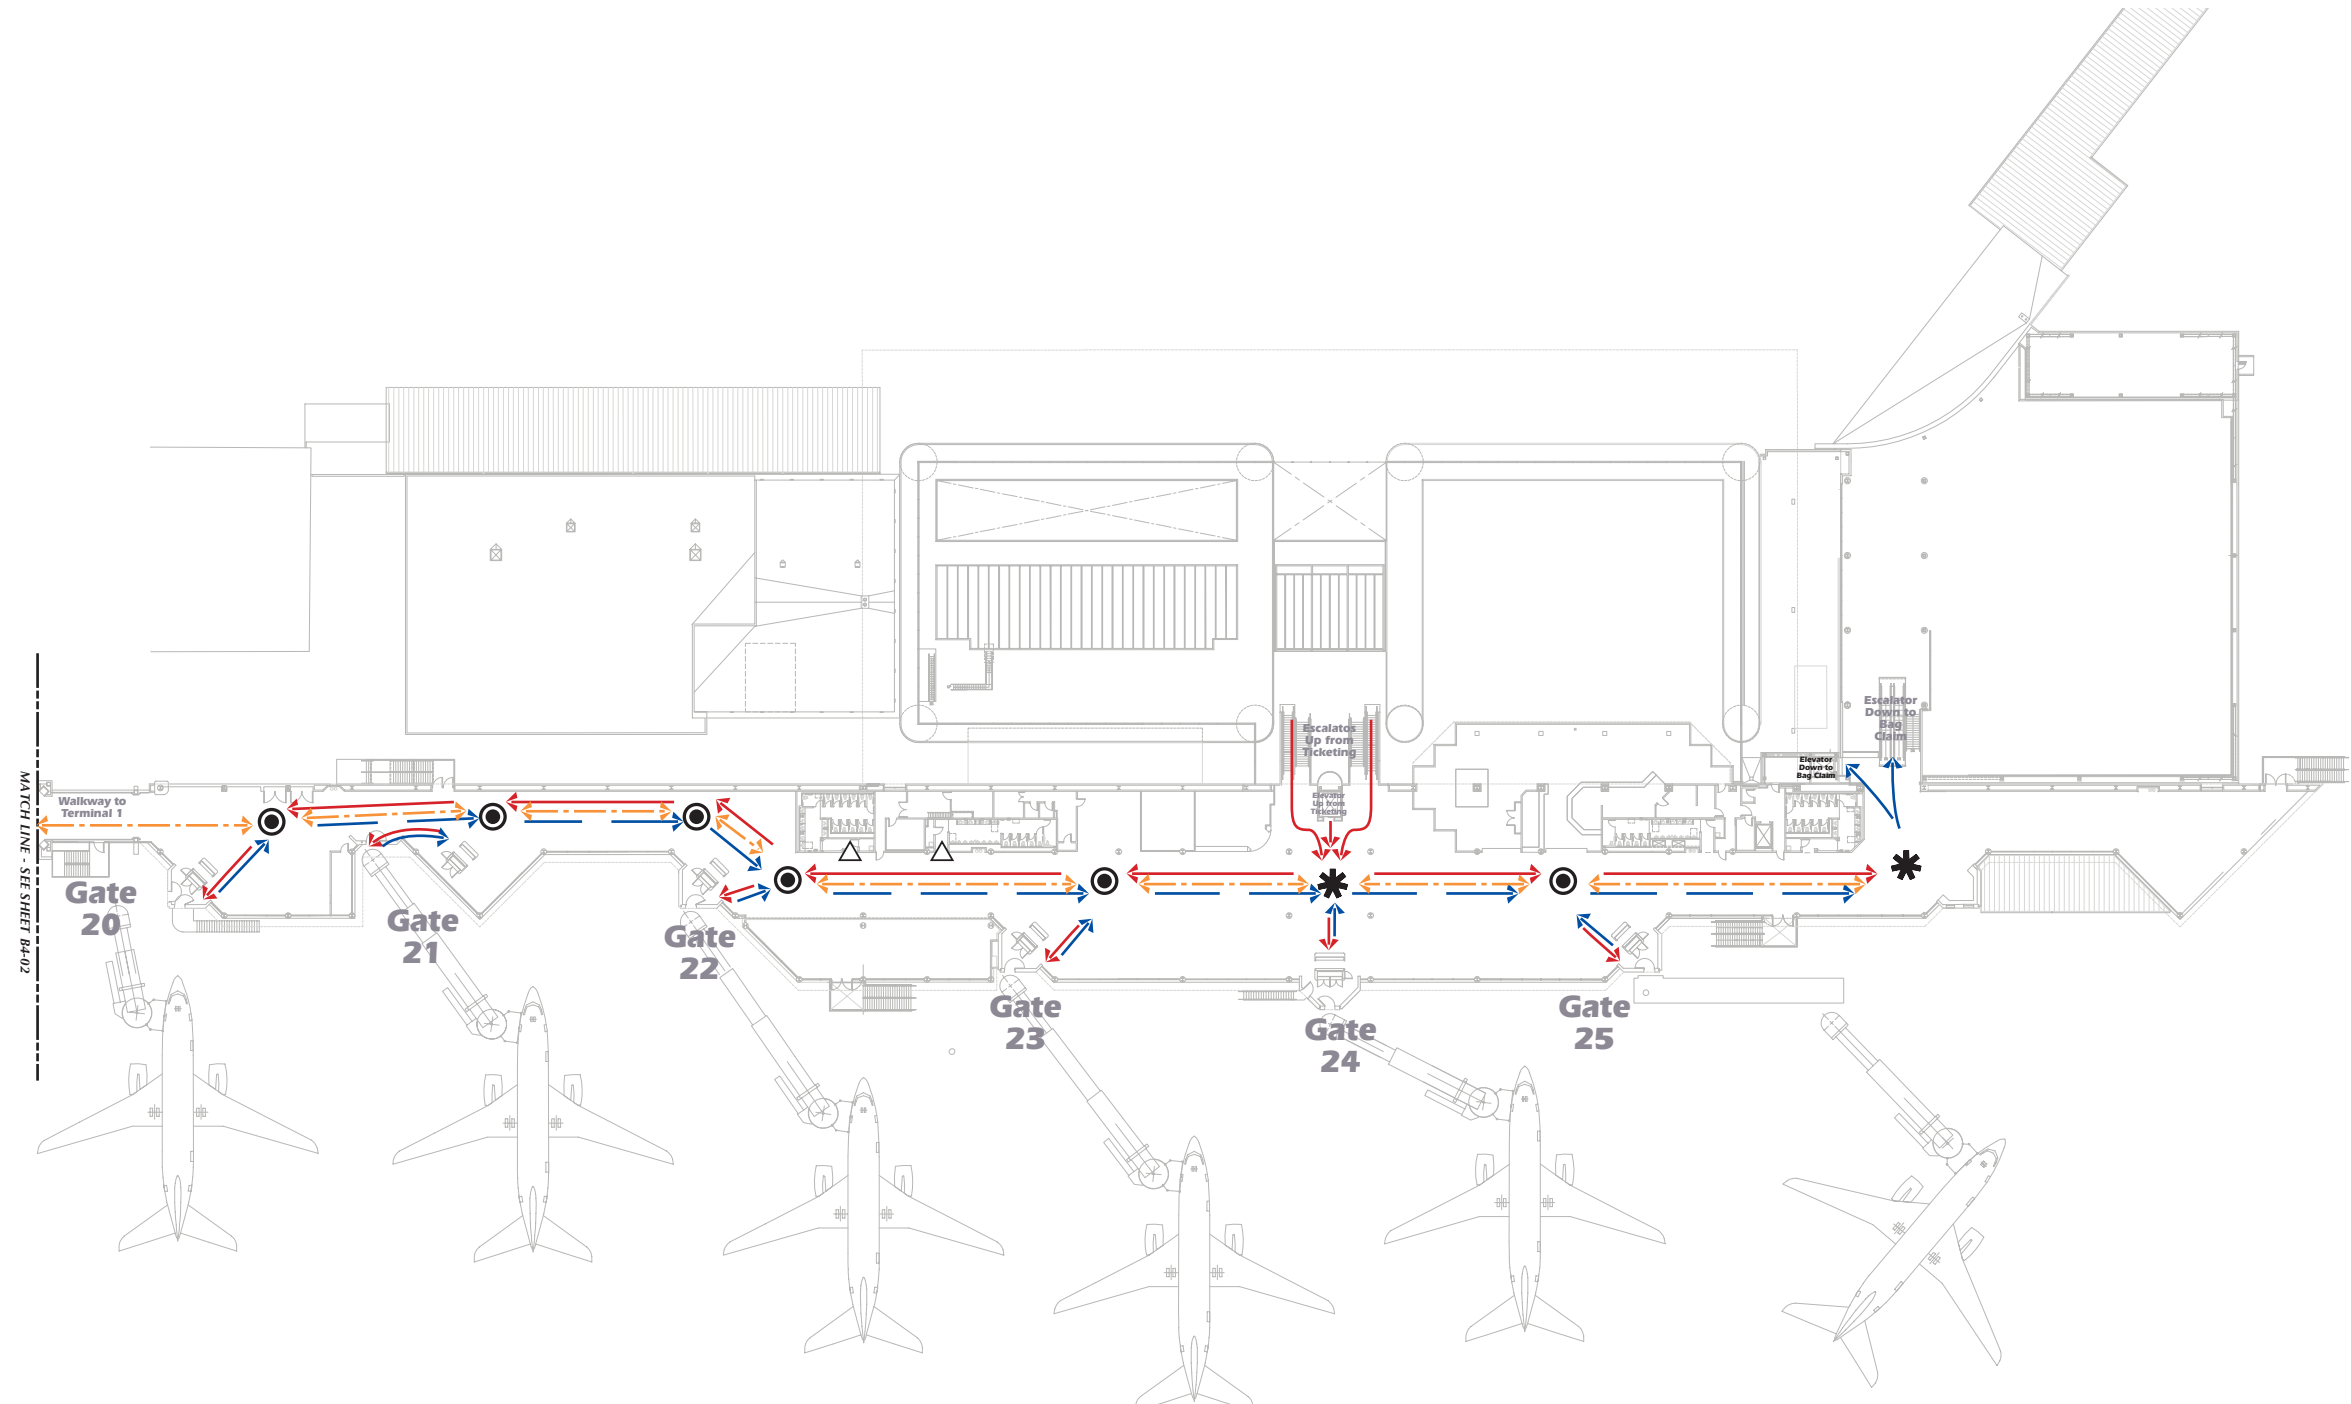 MATCH LINE - SEE SHEET B4-02
Walkway to
Terminal 1
Gate
20
Gate
21
Gate
22
Gate
23
Gate
24
Gate
25
Escalatos
Up from
Ticketing
Elevator
Up from
Ticketing
Elevator
Down to
Bag Claim
Escalator
Down to
Bag
Claim